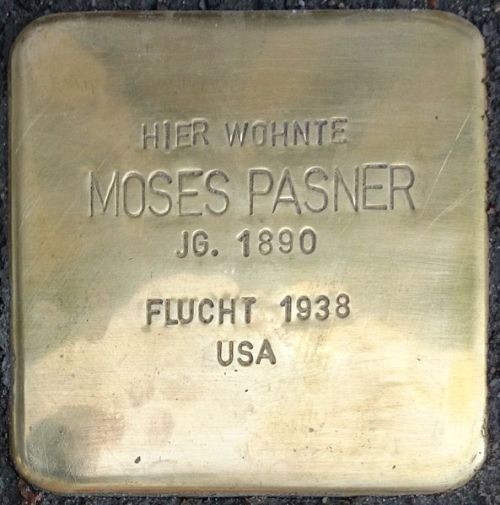 HIER WOHNTE
MOSES PASNER
JG. 1890
FLUCHT 1938
USA